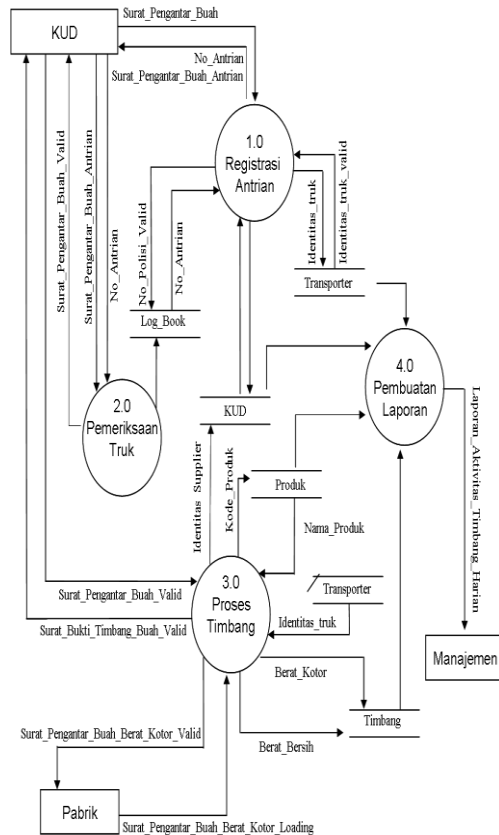 Surat_Pengantar_Buah
KUD
No_Antrian
Surat_Pengantar_Buah_Antrian
1.0
Registrasi
Antrian
Surat_Pengantar_Buah_Valid
Surat_Pengantar_Buah_Antrian
No_Antrian
No_Polisi_Valid
No_Antrian
Identitas_truk
Identitas_truk_valid
Transporter
Log_Book
4.0
Pembuatan
Laporan
2.0
Pemeriksaan
Truk
KUD
Laporan_Aktivitas_Timbang_Harian
Identitas_Supplier
Kode_Produk
Produk
Nama_Produk
3.0
Proses
Timbang
Transporter
Surat_Pengantar_Buah_Valid
Identitas_truk
Surat_Bukti_Timbang_Buah_Valid
Manajemen
Berat_Kotor
Timbang
Surat_Pengantar_Buah_Berat_Kotor_Valid
Berat_Bersih
Pabrik
Surat_Pengantar_Buah_Berat_Kotor_Loading